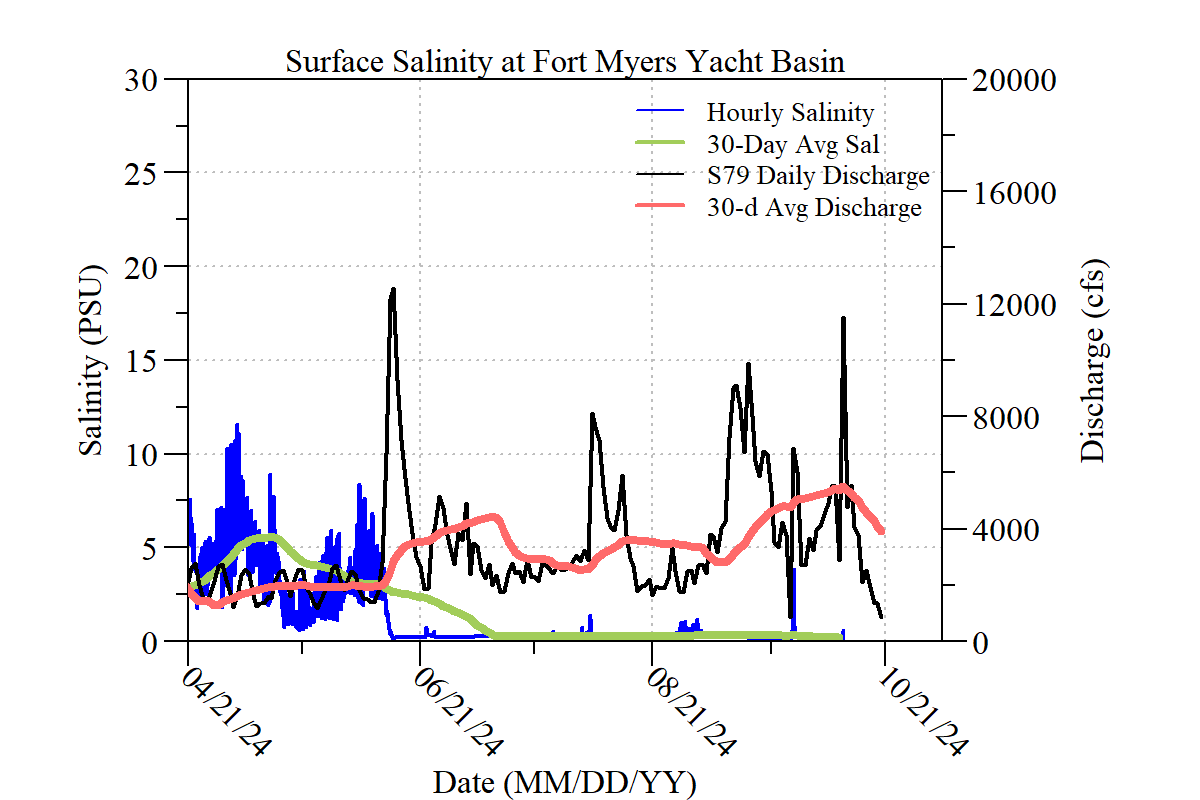 Surface Salinity at Fort Myers Yacht Basin
30
25
20
15
10
5
0
Salinity (PSU)
20000
16000
12000
8000
4000
0
Discharge (cfs)
Hourly Salinity
30-Day Avg Sal
S79 Daily Discharge
30-d Avg Discharge
04/21/24
06/21/24
08/21/24
10/21/24
Date (MM/DD/YY)